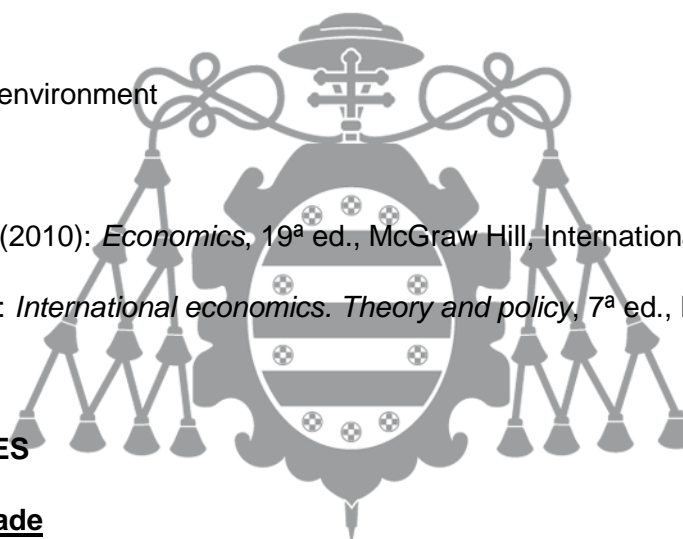 environment
(2010): Economics, 19ª ed., McGraw Hill, Internationa
: International economics. Theory and policy, 7ª ed.,
ES
ade